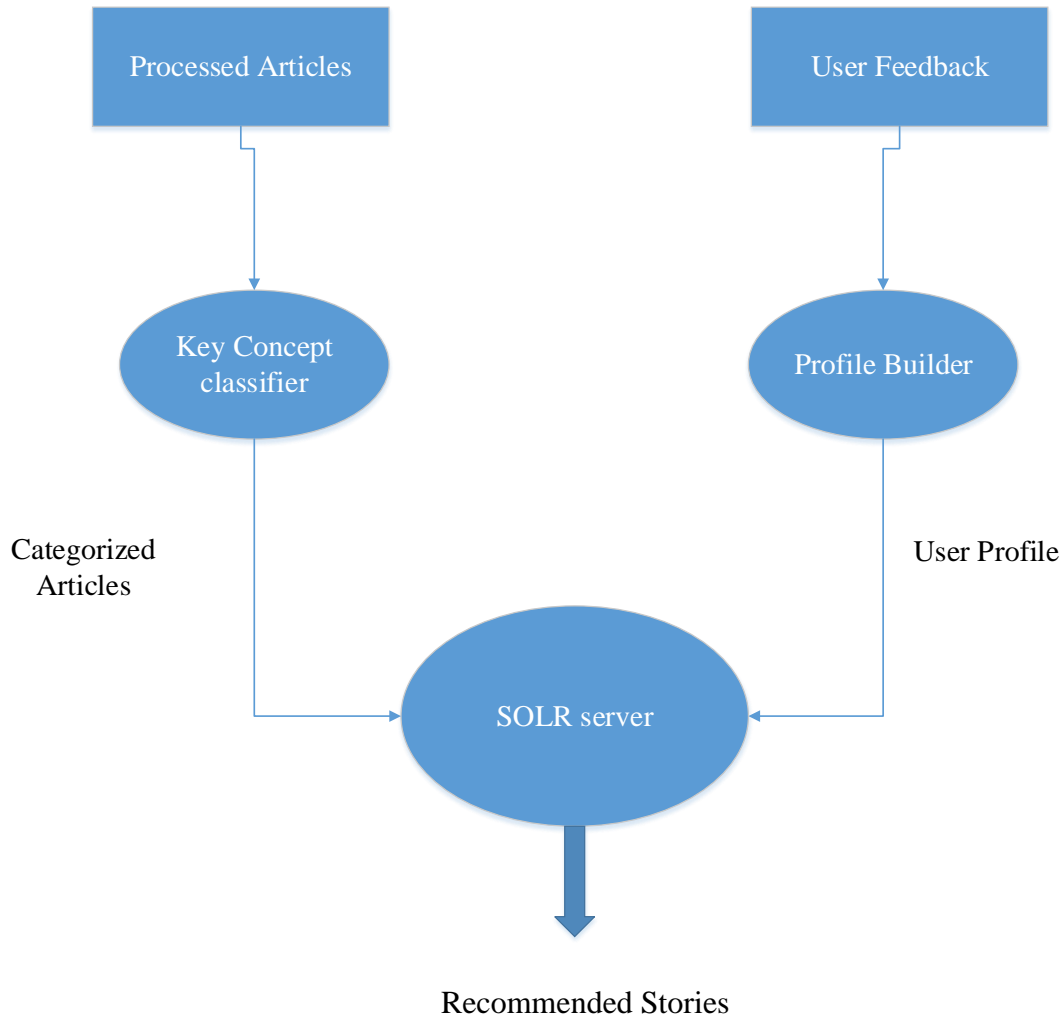 Processed Articles
User Feedback
Key Concept
classifier
Profile Builder
Categorized
Articles
User Profile
SOLR server
Recommended Stories